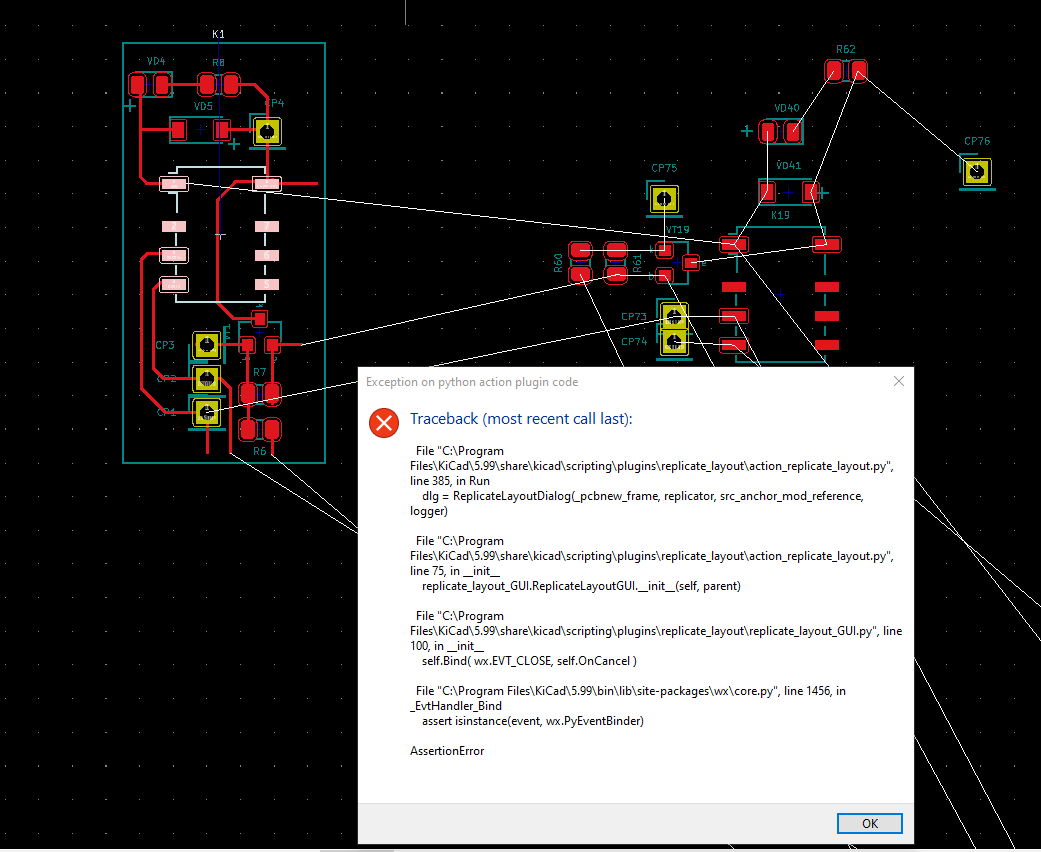 K1
VD4
R8
VD5
CP4
CP3
CP2
CP1
R7
R6
R62
VD40
CP76
CP75
VD41
K19
VT19
R60
R61
CP73
CP74
Exception on python action plugin code
Traceback (most recent call last):
File "C:\Program
Files\KiCad\5.99\share\kicad\scripting\plugins\replicate_layout\action_replicate_layout.py",
line 385, in Run
dlg = ReplicateLayoutDialog(_pcbnew_frame, replicator, src_anchor_mod_reference,
logger)
File "C:\Program
Files\KiCad\5.99\share\kicad\scripting\plugins\replicate_layout\action_replicate_layout.py",
line 75, in __init__
replicate_layout_GUI.ReplicateLayoutGUI.__init__(self, parent)
File "C:\Program
Files\KiCad\5.99\share\kicad\scripting\plugins\replicate_layout\replicate_layout_GUI.py", line
100, in __init__
self.Bind( wx.EVT_CLOSE, self.OnCancel )
File "C:\Program Files\KiCad\5.99\bin\lib\site-packages\wx\core.py", line 1456, in
_EvtHandler_Bind
assert isinstance(event, wx.PyEventBinder)
AssertionError
OK